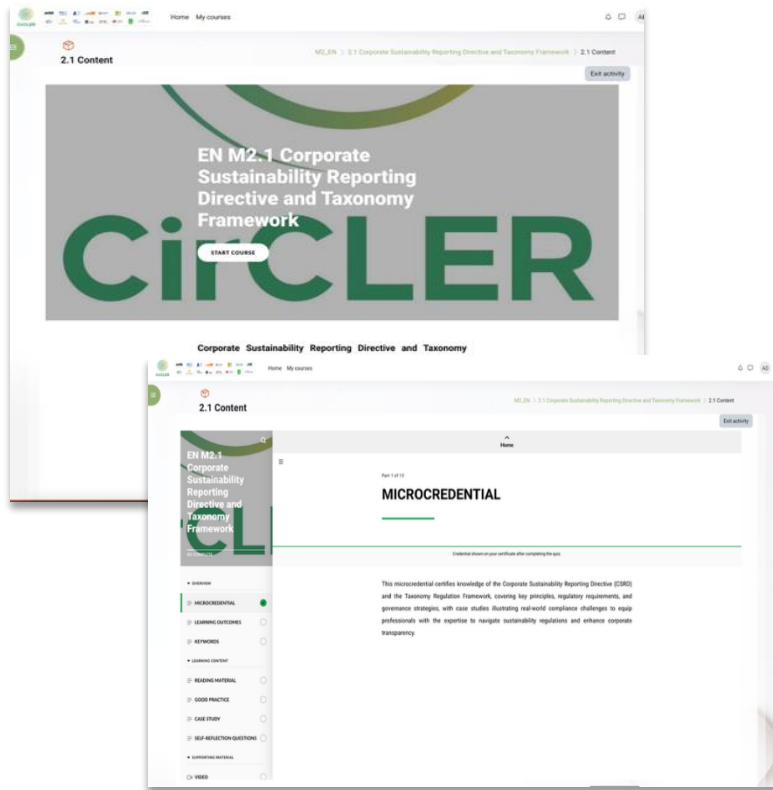 Home My courses
2.1 Content
M2_EN > 2.1 Corporate Sustainability Reporting Directive and Taxonomy Framework > 2.1 Content
Exit activity
EN M2.1 Corporate
Sustainability Reporting
Directive and Taxonomy
Framework
START COURSE
CirCLER
Corporate Sustainability Reporting Directive and Taxonomy
Home My courses
AD
2.1 Content
M2_EN > 2.1 Corporate Sustainability Reporting Directive and Taxonomy Framework > 2.1 Content
Exit activity
EN M2.1
Corporate
Sustainability
Reporting
Directive and
Taxonomy
Framework
OVERVIEW
MICROCREDENTIAL
LEARNING OUTCOMES
KEYWORDS
LEARNING CONTENT
READING MATERIAL
GOOD PRACTICE
CASE STUDY
SELF-REFLECTION QUESTIONS
SUPPORTING MATERIAL
VIDEO
Home
Part 1 of 13
MICROCREDENTIAL
Credential shown on your certificate after completing the quiz.
This microcredential certifies knowledge of the Corporate Sustainability Reporting Directive (CSRD)
and the Taxonomy Regulation Framework, covering key principles, regulatory requirements, and
governance strategies, with case studies illustrating real-world compliance challenges to equip
professionals with the expertise to navigate sustainability regulations and enhance corporate
transparency.